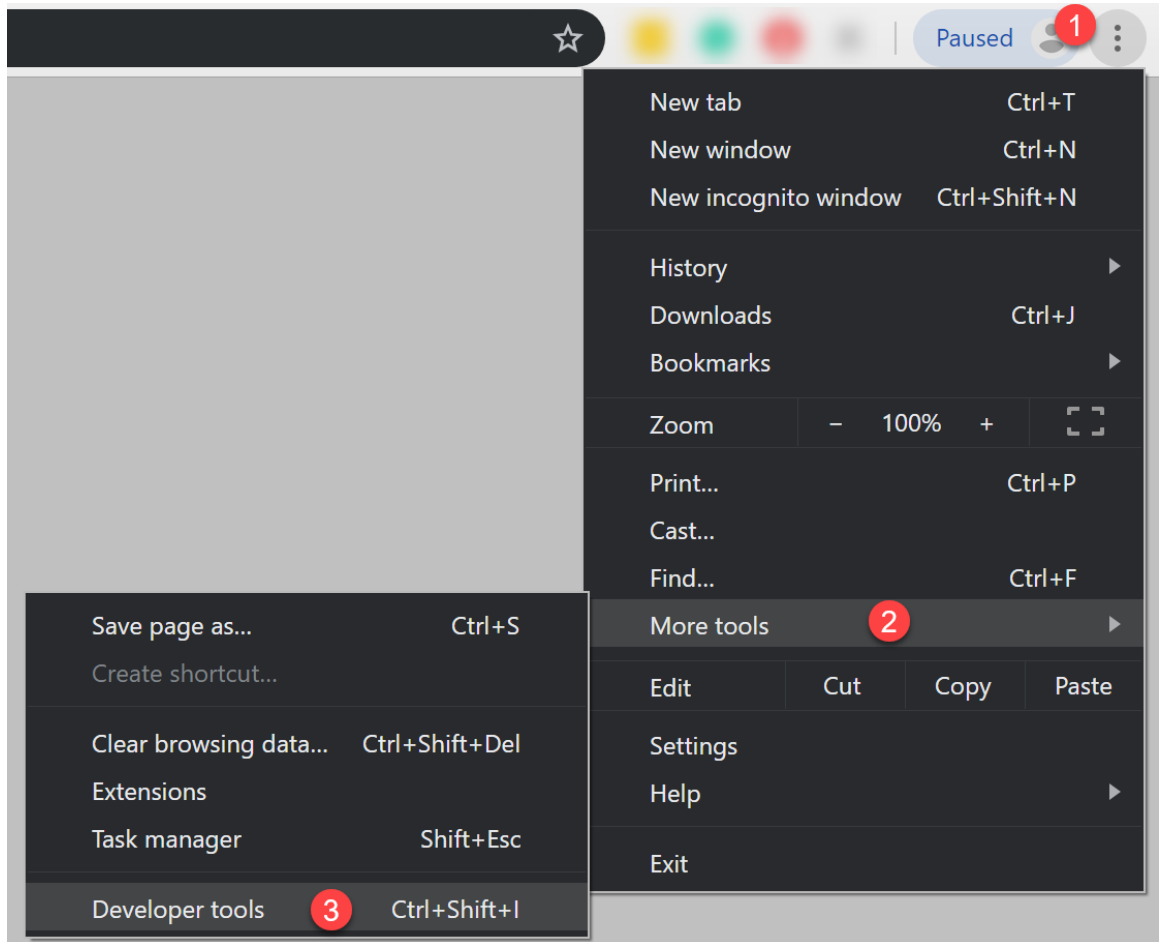 Paused 1
New tab Ctrl+T
New window Ctrl+N
New incognito window Ctrl+Shift+N
History
Downloads Ctrl+J
Bookmarks
Zoom - 100% +
Print... Ctrl+P
Cast...
Find... Ctrl+F
More tools 2
Edit Cut Copy Paste
Settings
Help
Exit
Save page as... Ctrl+S
Create shortcut...
Clear browsing data... Ctrl+Shift+Del
Extensions
Task manager Shift+Esc
Developer tools 3 Ctrl+Shift+I